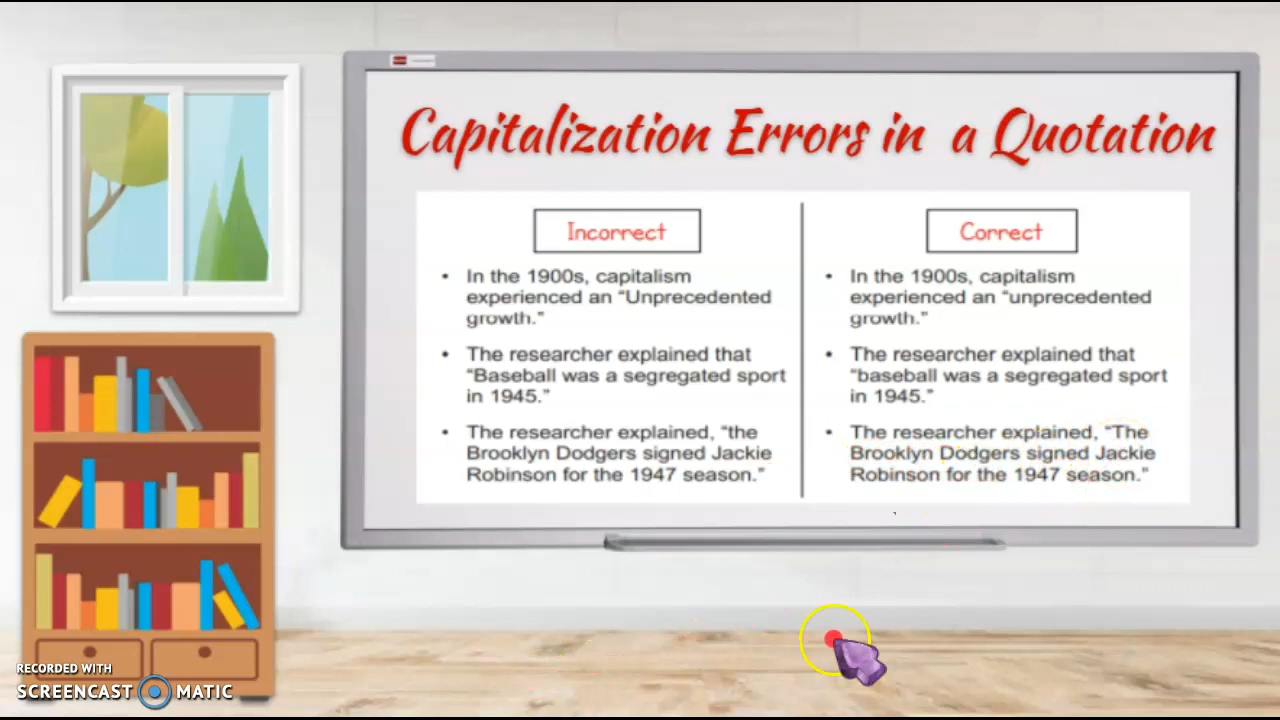 Capitalization Errors in a Quotation
Incorrect
• In the 1900s, capitalism
experienced an “Unprecedented
growth.”
• The researcher explained that
“Baseball was a segregated sport
in 1945.”
• The researcher explained, “the
Brooklyn Dodgers signed Jackie
Robinson for the 1947 season.”
Correct
• In the 1900s, capitalism
experienced an “unprecedented
growth.”
• The researcher explained that
“baseball was a segregated sport
in 1945.”
• The researcher explained, “The
Brooklyn Dodgers signed Jackie
Robinson for the 1947 season.”
RECORDED WITH
SCREENCAST MATIC